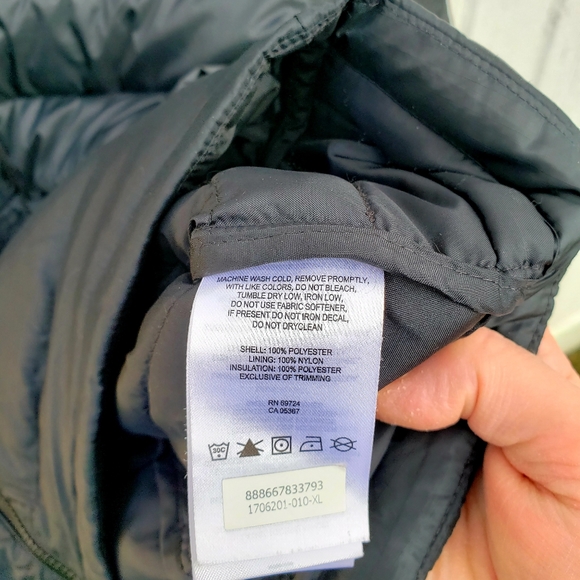 MACHINE WASH COLD, REMOVE PROMPTLY,
WITH LIKE COLORS, DO NOT BLEACH,
TUMBLE DRY LOW, IRON LOW,
DO NOT USE FABRIC SOFTENER,
IF PRESENT DO NOT IRON DECAL,
DO NOT DRYCLEAN
SHELL: 100% POLYESTER
LINING: 100% NYLON
INSULATION: 100% POLYESTER
EXCLUSIVE OF TRIMMING
RN 69724
CA 05367
30C
888667833793
1706201-010-XL